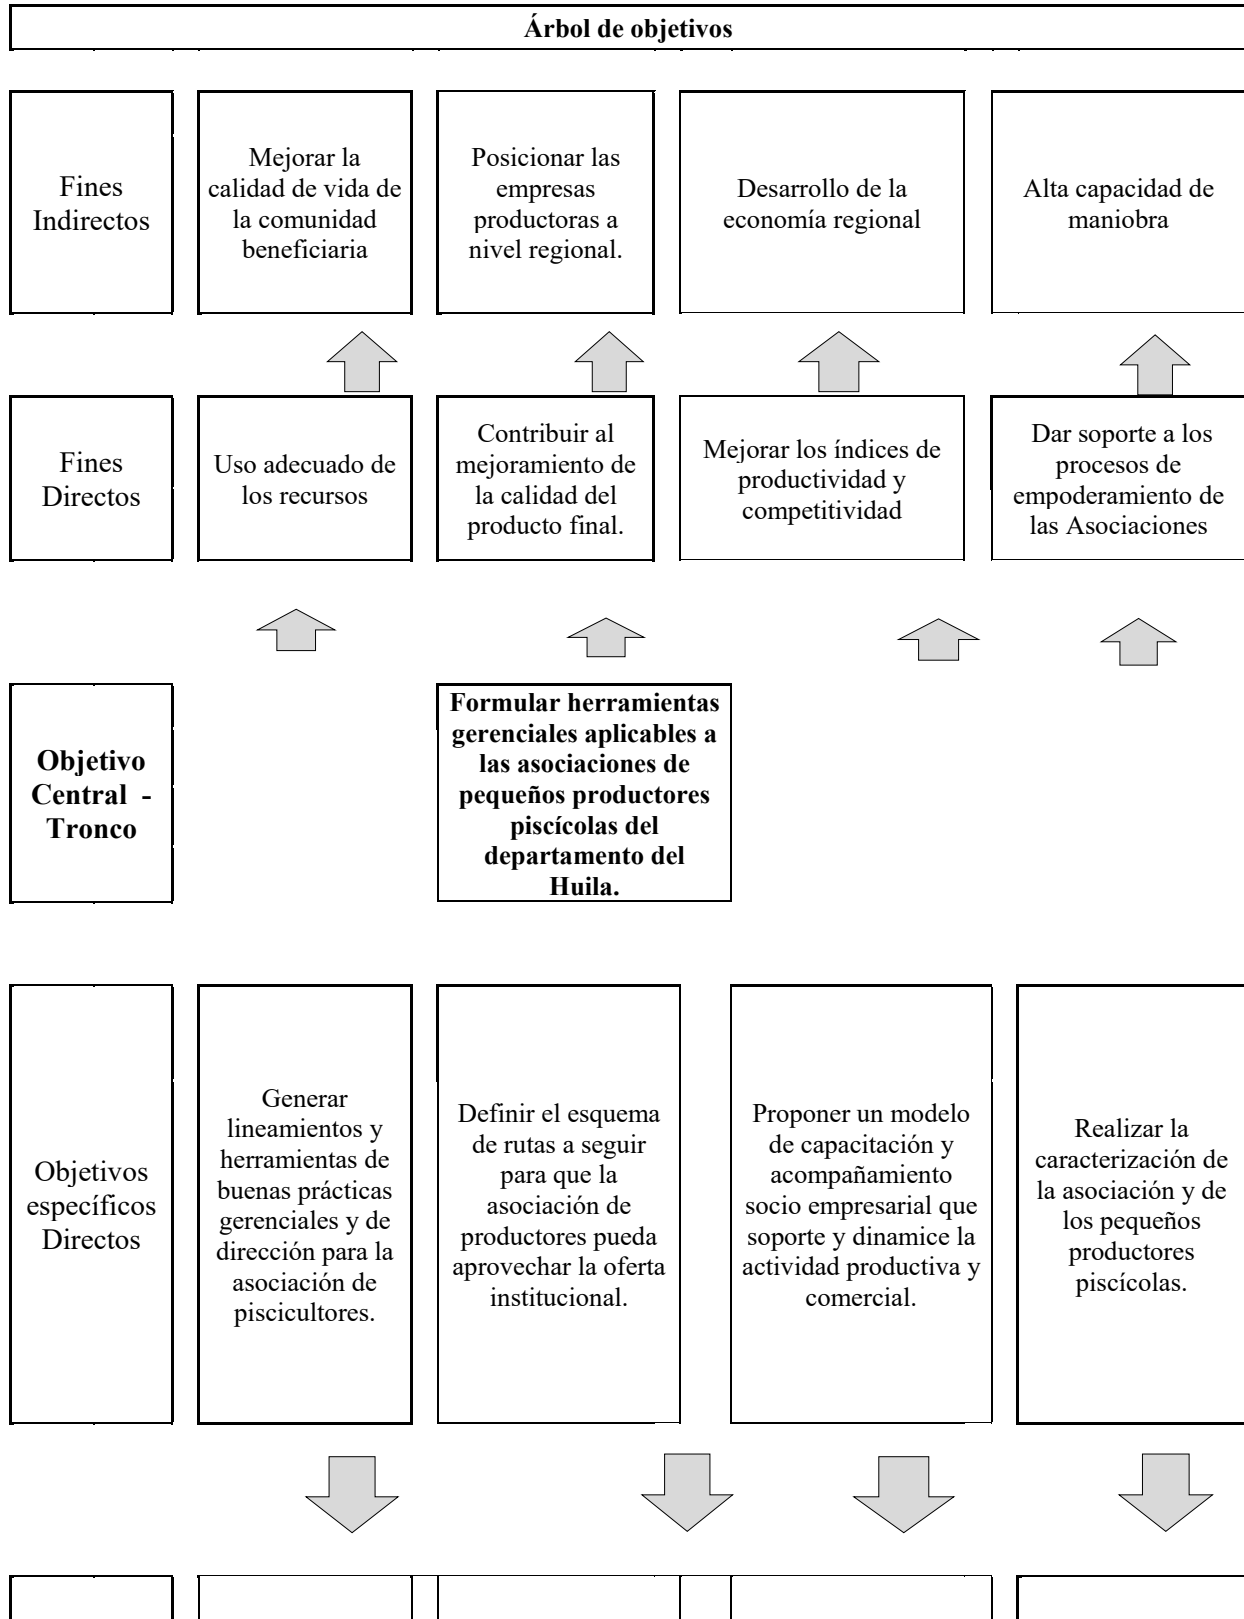 Árbol de objetivos
Fines
Indirectos
Mejorar la
calidad de vida de
la comunidad
beneficiaria
Posicionar las
empresas
productoras a
nivel regional.
Desarrollo de la
economía regional
Alta capacidad de
maniobra
Fines
Directos
Uso adecuado de
los recursos
Contribuir al
mejoramiento de
la calidad del
producto final.
Mejorar los índices de
productividad y
competitividad
Dar soporte a los
procesos de
empoderamiento de
las Asociaciones
Objetivo
Central -
Tronco
Formular herramientas
gerenciales aplicables a
las asociaciones de
pequeños productores
piscícolas del
departamento del
Huila.
Objetivos
específicos
Directos
Generar
lineamientos y
herramientas de
buenas prácticas
gerenciales y de
dirección para la
asociación de
piscicultores.
Definir el esquema
de rutas a seguir
para que la
asociación de
productores pueda
aprovechar la oferta
institucional.
Proponer un modelo
de capacitación y
acompañamiento
socio empresarial que
soporte y dinamice la
actividad productiva y
comercial.
Realizar la
caracterización de
la asociación y de
los pequeños
productores
piscícolas.